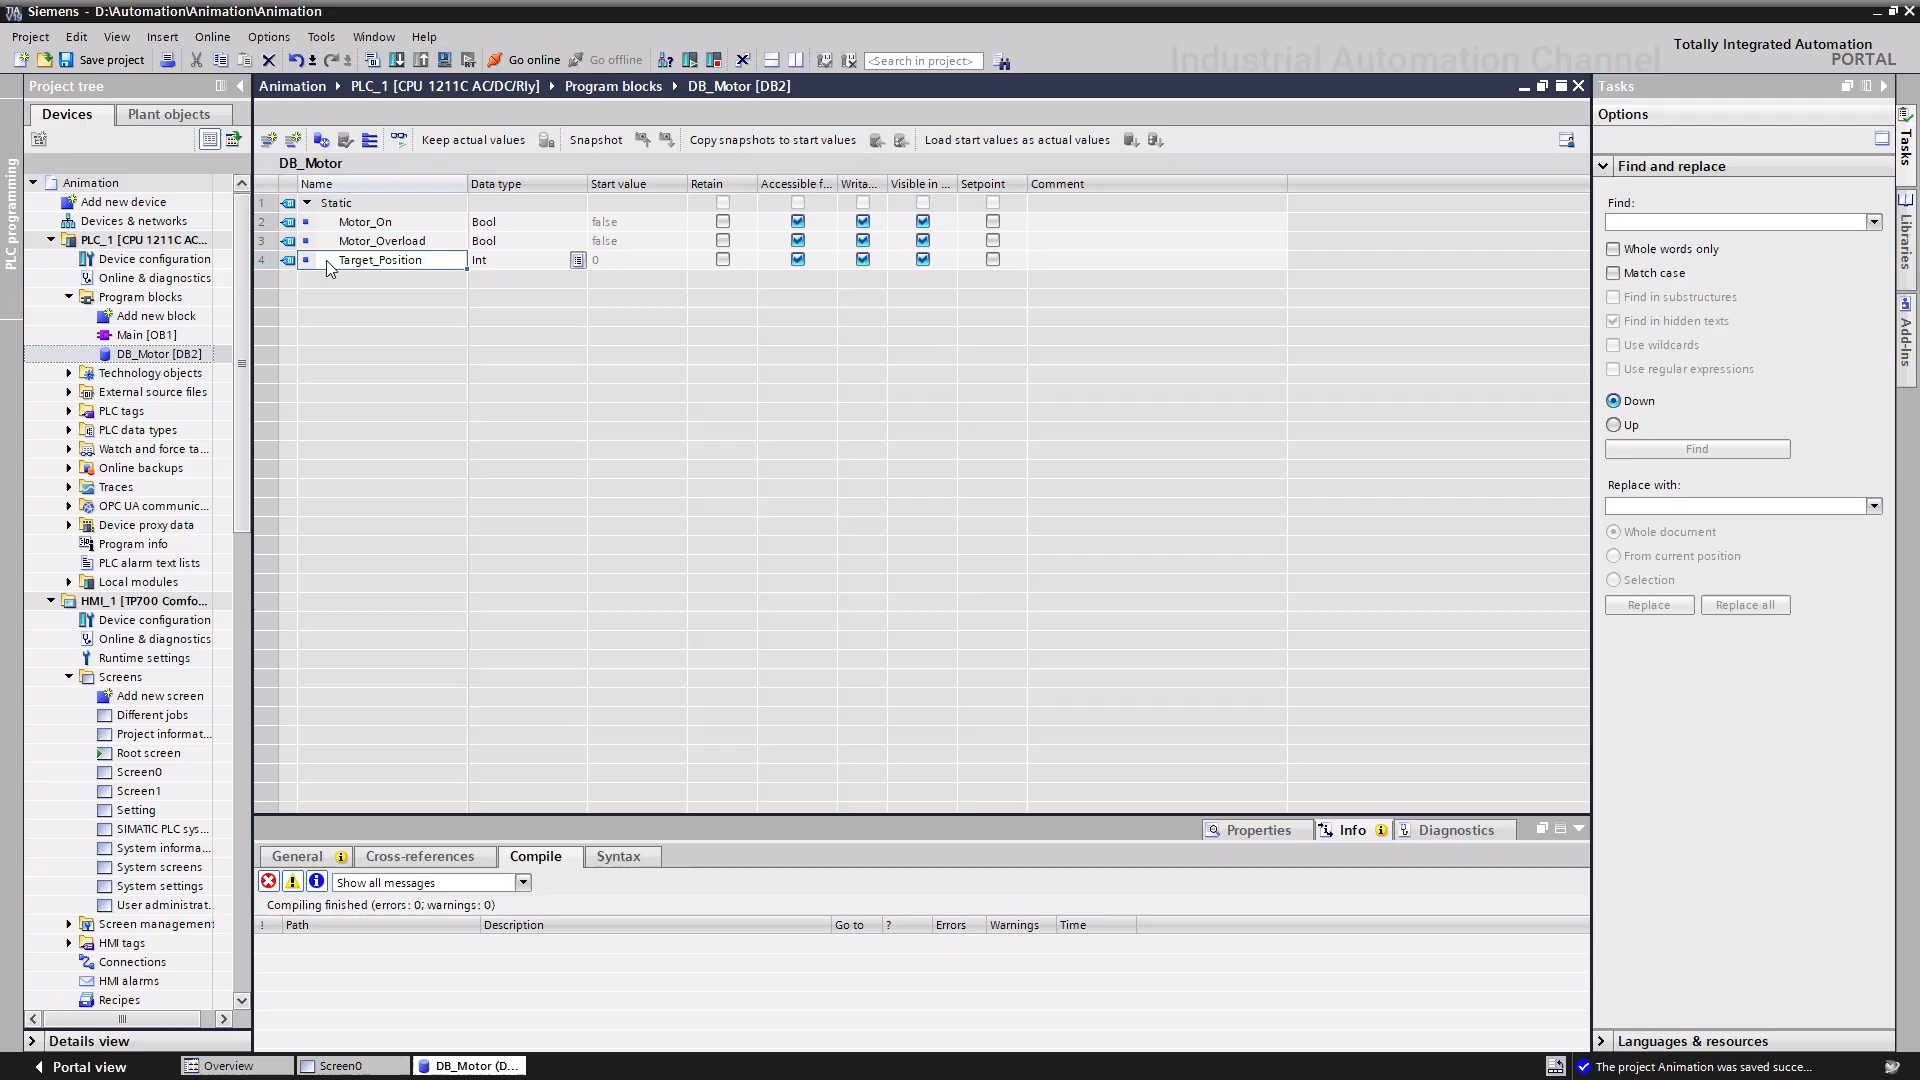 Siemens - D:\Automation\Animation\Animation
Project Edit View Insert Online Options Tools Window Help
Industrial Automation Channel
Totally Integrated Automation
PORTAL
Save project
Go online
Go offline
<Search in project>
Project tree
Animation PLC_1 [CPU 1211C AC/DC/Rly] Program blocks DB_Motor [DB2]
Tasks
Devices
Plant objects
Options
Keep actual values Snapshot Copy snapshots to start values Load start values as actual values
DB_Motor
Name Data type Start value Retain Accessible f... Writa... Visible in ... Setpoint Comment
1 Static
2 Motor_On Bool false
3 Motor_Overload Bool false
4 Target_Position Int 0
PLC programming
Animation
Add new device
Devices & networks
PLC_1 [CPU 1211C AC...
Device configuration
Online & diagnostics
Program blocks
Add new block
Main [OB1]
DB_Motor [DB2]
Technology objects
External source files
PLC tags
PLC data types
Watch and force ta...
Online backups
Traces
OPC UA communic...
Device proxy data
Program info
PLC alarm text lists
Local modules
HMI_1 [TP700 Comfo...
Device configuration
Online & diagnostics
Runtime settings
Screens
Add new screen
Different jobs
Project informat...
Root screen
Screen0
Screen1
Setting
SIMATIC PLC sys...
System informa...
System screens
System settings
User administrat.
Screen management
HMI tags
Connections
HMI alarms
Recipes
Details view
Find and replace
Find:
Whole words only
Match case
Find in substructures
Find in hidden texts
Use wildcards
Use regular expressions
Down
Up
Find
Replace with:
Whole document
From current position
Selection
Replace
Replace all
Languages & resources
Tasks
Libraries
Add-Ins
Properties
Info
Diagnostics
General
Cross-references
Compile
Syntax
Show all messages
Compiling finished (errors: 0; warnings: 0)
! Path Description Go to ? Errors Warnings Time
Portal view
Overview
Screen0
DB_Motor (D...
The project Animation was saved succe...